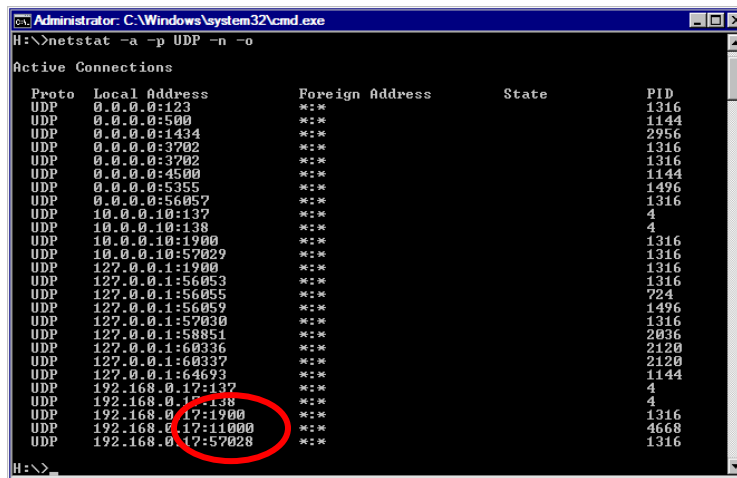 Administrator: C:\Windows\system32\cmd.exe
H:\>netstat -a -p UDP -n -o
Active Connections
Proto Local Address Foreign Address State PID
UDP 0.0.0.0:123 *:* 1316
UDP 0.0.0.0:500 *:* 1144
UDP 0.0.0.0:1434 *:* 2956
UDP 0.0.0.0:3702 *:* 1316
UDP 0.0.0.0:3702 *:* 1316
UDP 0.0.0.0:4500 *:* 1144
UDP 0.0.0.0:5355 *:* 1496
UDP 0.0.0.0:56057 *:* 1316
UDP 10.0.0.10:137 *:* 4
UDP 10.0.0.10:138 *:* 4
UDP 10.0.0.10:1900 *:* 1316
UDP 10.0.0.10:57029 *:* 1316
UDP 127.0.0.1:1900 *:* 1316
UDP 127.0.0.1:56053 *:* 1316
UDP 127.0.0.1:56055 *:* 724
UDP 127.0.0.1:56059 *:* 1496
UDP 127.0.0.1:57030 *:* 1316
UDP 127.0.0.1:58851 *:* 2036
UDP 127.0.0.1:60336 *:* 2120
UDP 127.0.0.1:60337 *:* 2120
UDP 127.0.0.1:64693 *:* 1144
UDP 192.168.0.17:137 *:* 4
UDP 192.168.0.17:138 *:* 4
UDP 192.168.0.17:1900 *:* 1316
UDP 192.168.0.17:11000 *:* 4668
UDP 192.168.0.17:57028 *:* 1316
H:\>_